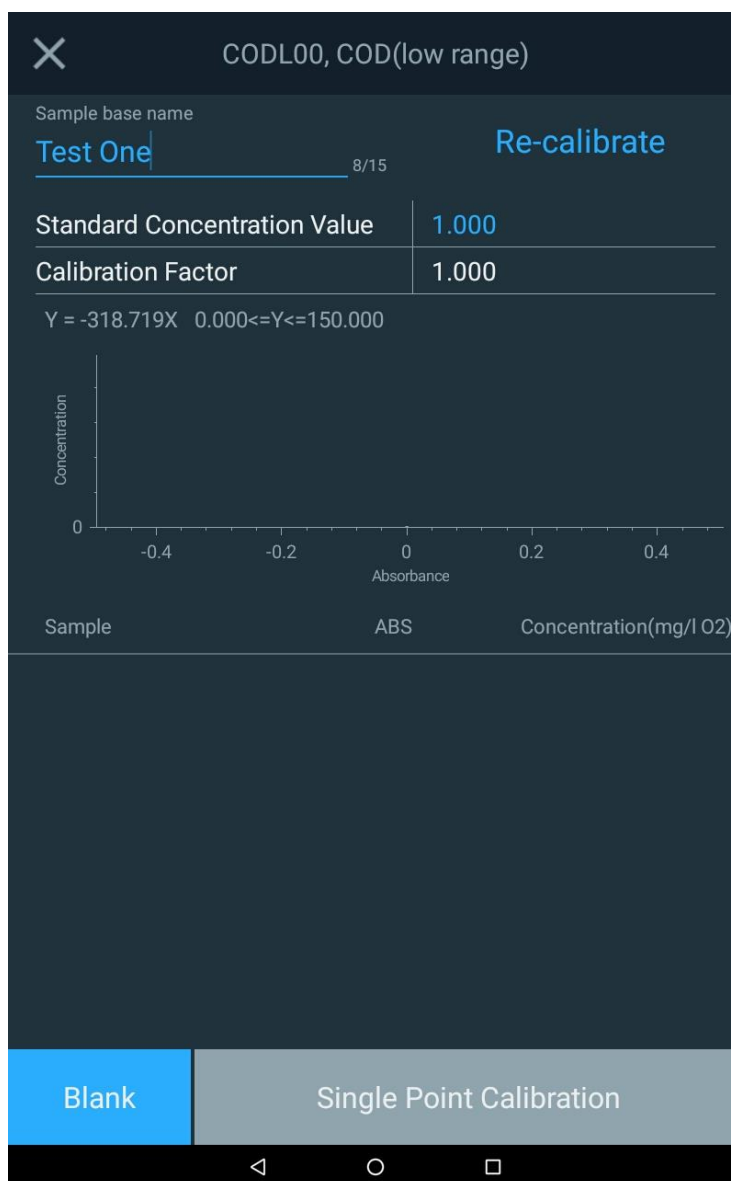 CODL00, COD(low range)
Sample base name
Test One
8/15
Re-calibrate
Standard Concentration Value 1.000
Calibration Factor 1.000
Y = -318.719X 0.000<=Y<=150.000
Concentration
0
-0.4 -0.2 0 0.2 0.4
Absorbance
Sample ABS Concentration(mg/l O2)
Blank Single Point Calibration